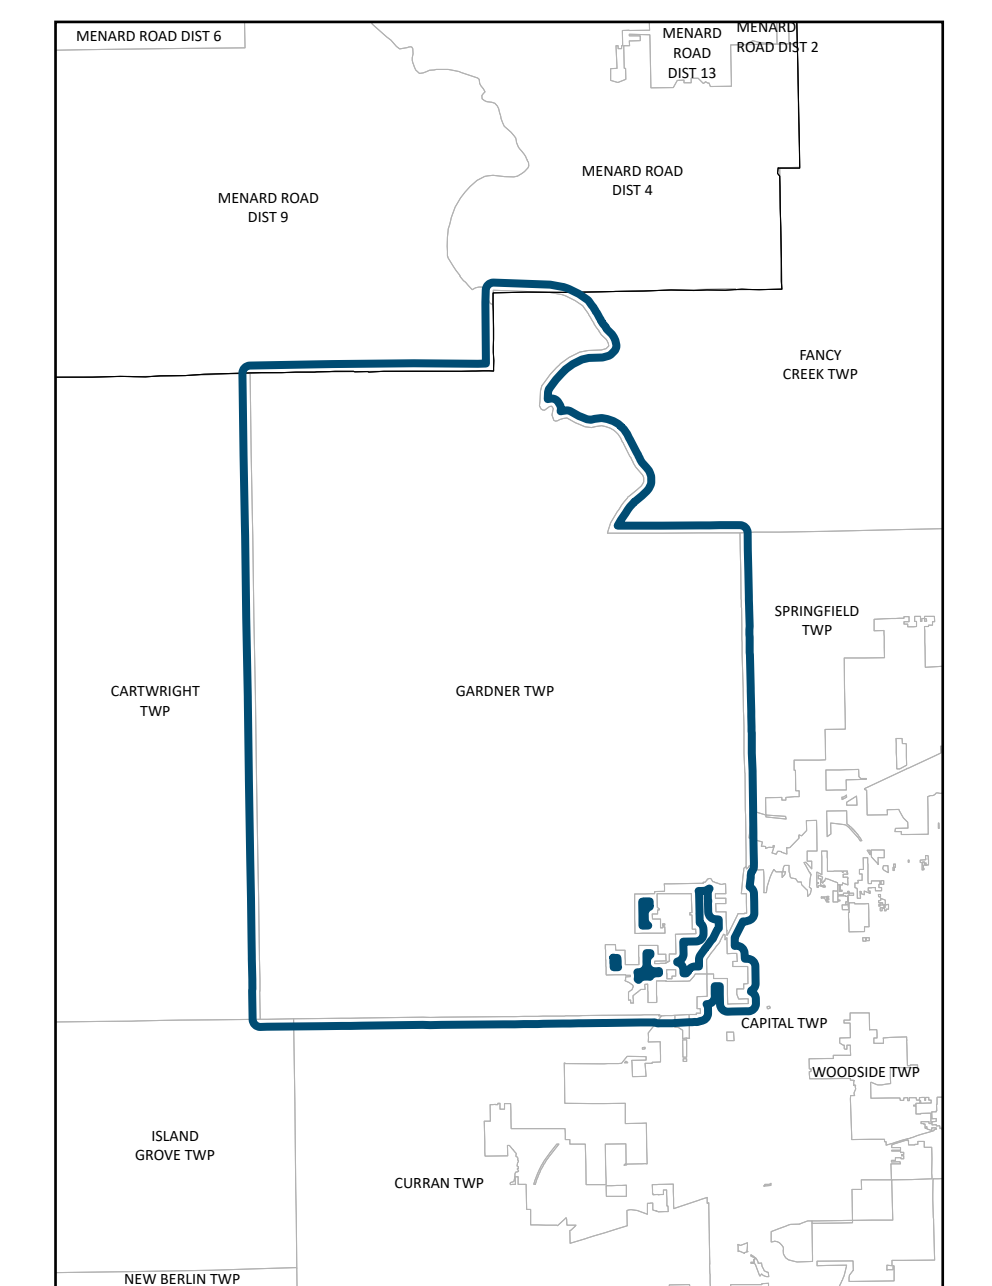 MENARD ROAD DIST 6
MENARD
ROAD
DIST 13
MENARD
ROAD DIST 2
MENARD ROAD
DIST 4
MENARD ROAD
DIST 9
FANCY
CREEK TWP
SPRINGFIELD
TWP
CARTWRIGHT
TWP
GARDNER TWP
CAPITAL TWP
WOODSIDE TWP
ISLAND
GROVE TWP
CURRAN TWP
NEW BERLIN TWP